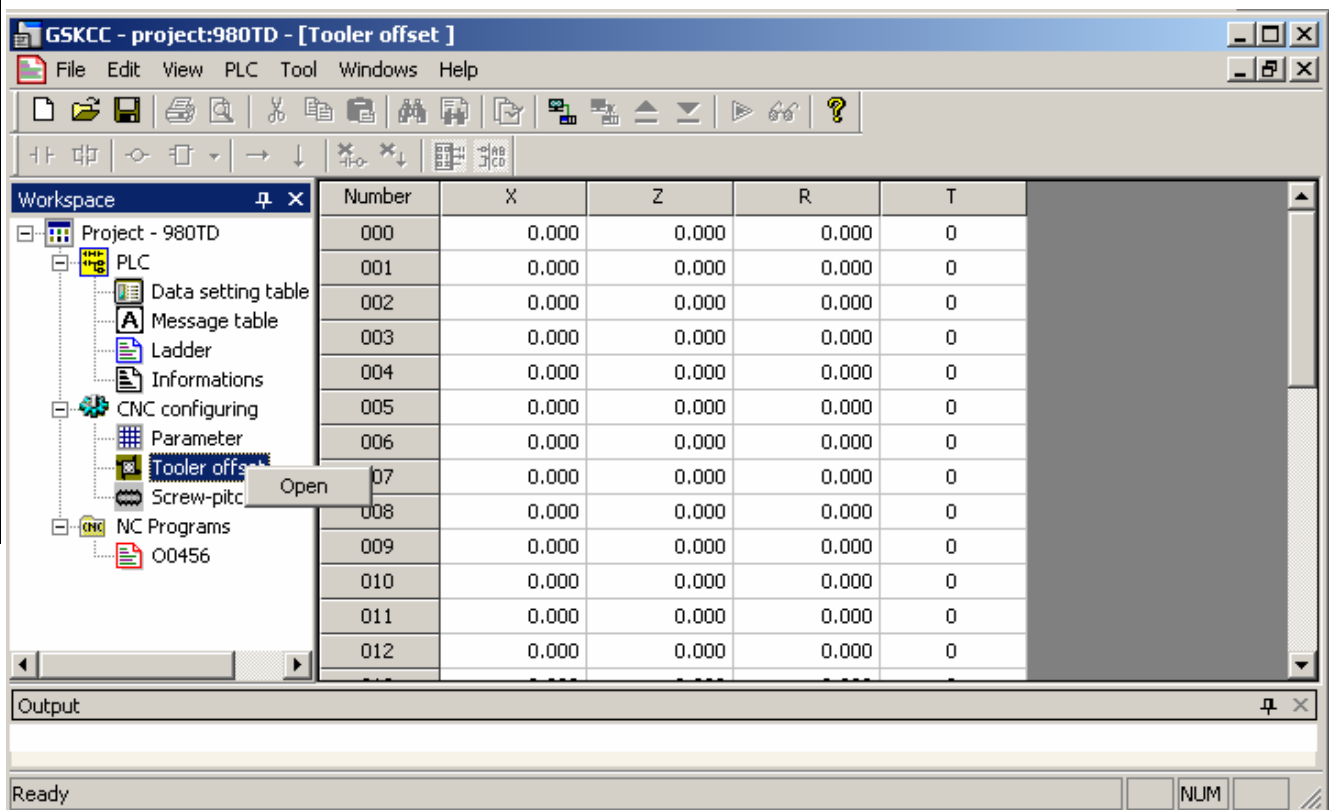 GSKCC - project:980TD - [Tooler offset ]
File Edit View PLC Tool Windows Help
Workspace
Project - 980TD
PLC
Data setting table
Message table
Ladder
Informations
CNC configuring
Parameter
Tooler offset
Open
Screw-pitc
NC Programs
O0456
Number X Z R T
000 0.000 0.000 0.000 0
001 0.000 0.000 0.000 0
002 0.000 0.000 0.000 0
003 0.000 0.000 0.000 0
004 0.000 0.000 0.000 0
005 0.000 0.000 0.000 0
006 0.000 0.000 0.000 0
07 0.000 0.000 0.000 0
008 0.000 0.000 0.000 0
009 0.000 0.000 0.000 0
010 0.000 0.000 0.000 0
011 0.000 0.000 0.000 0
012 0.000 0.000 0.000 0
Output
Ready NUM